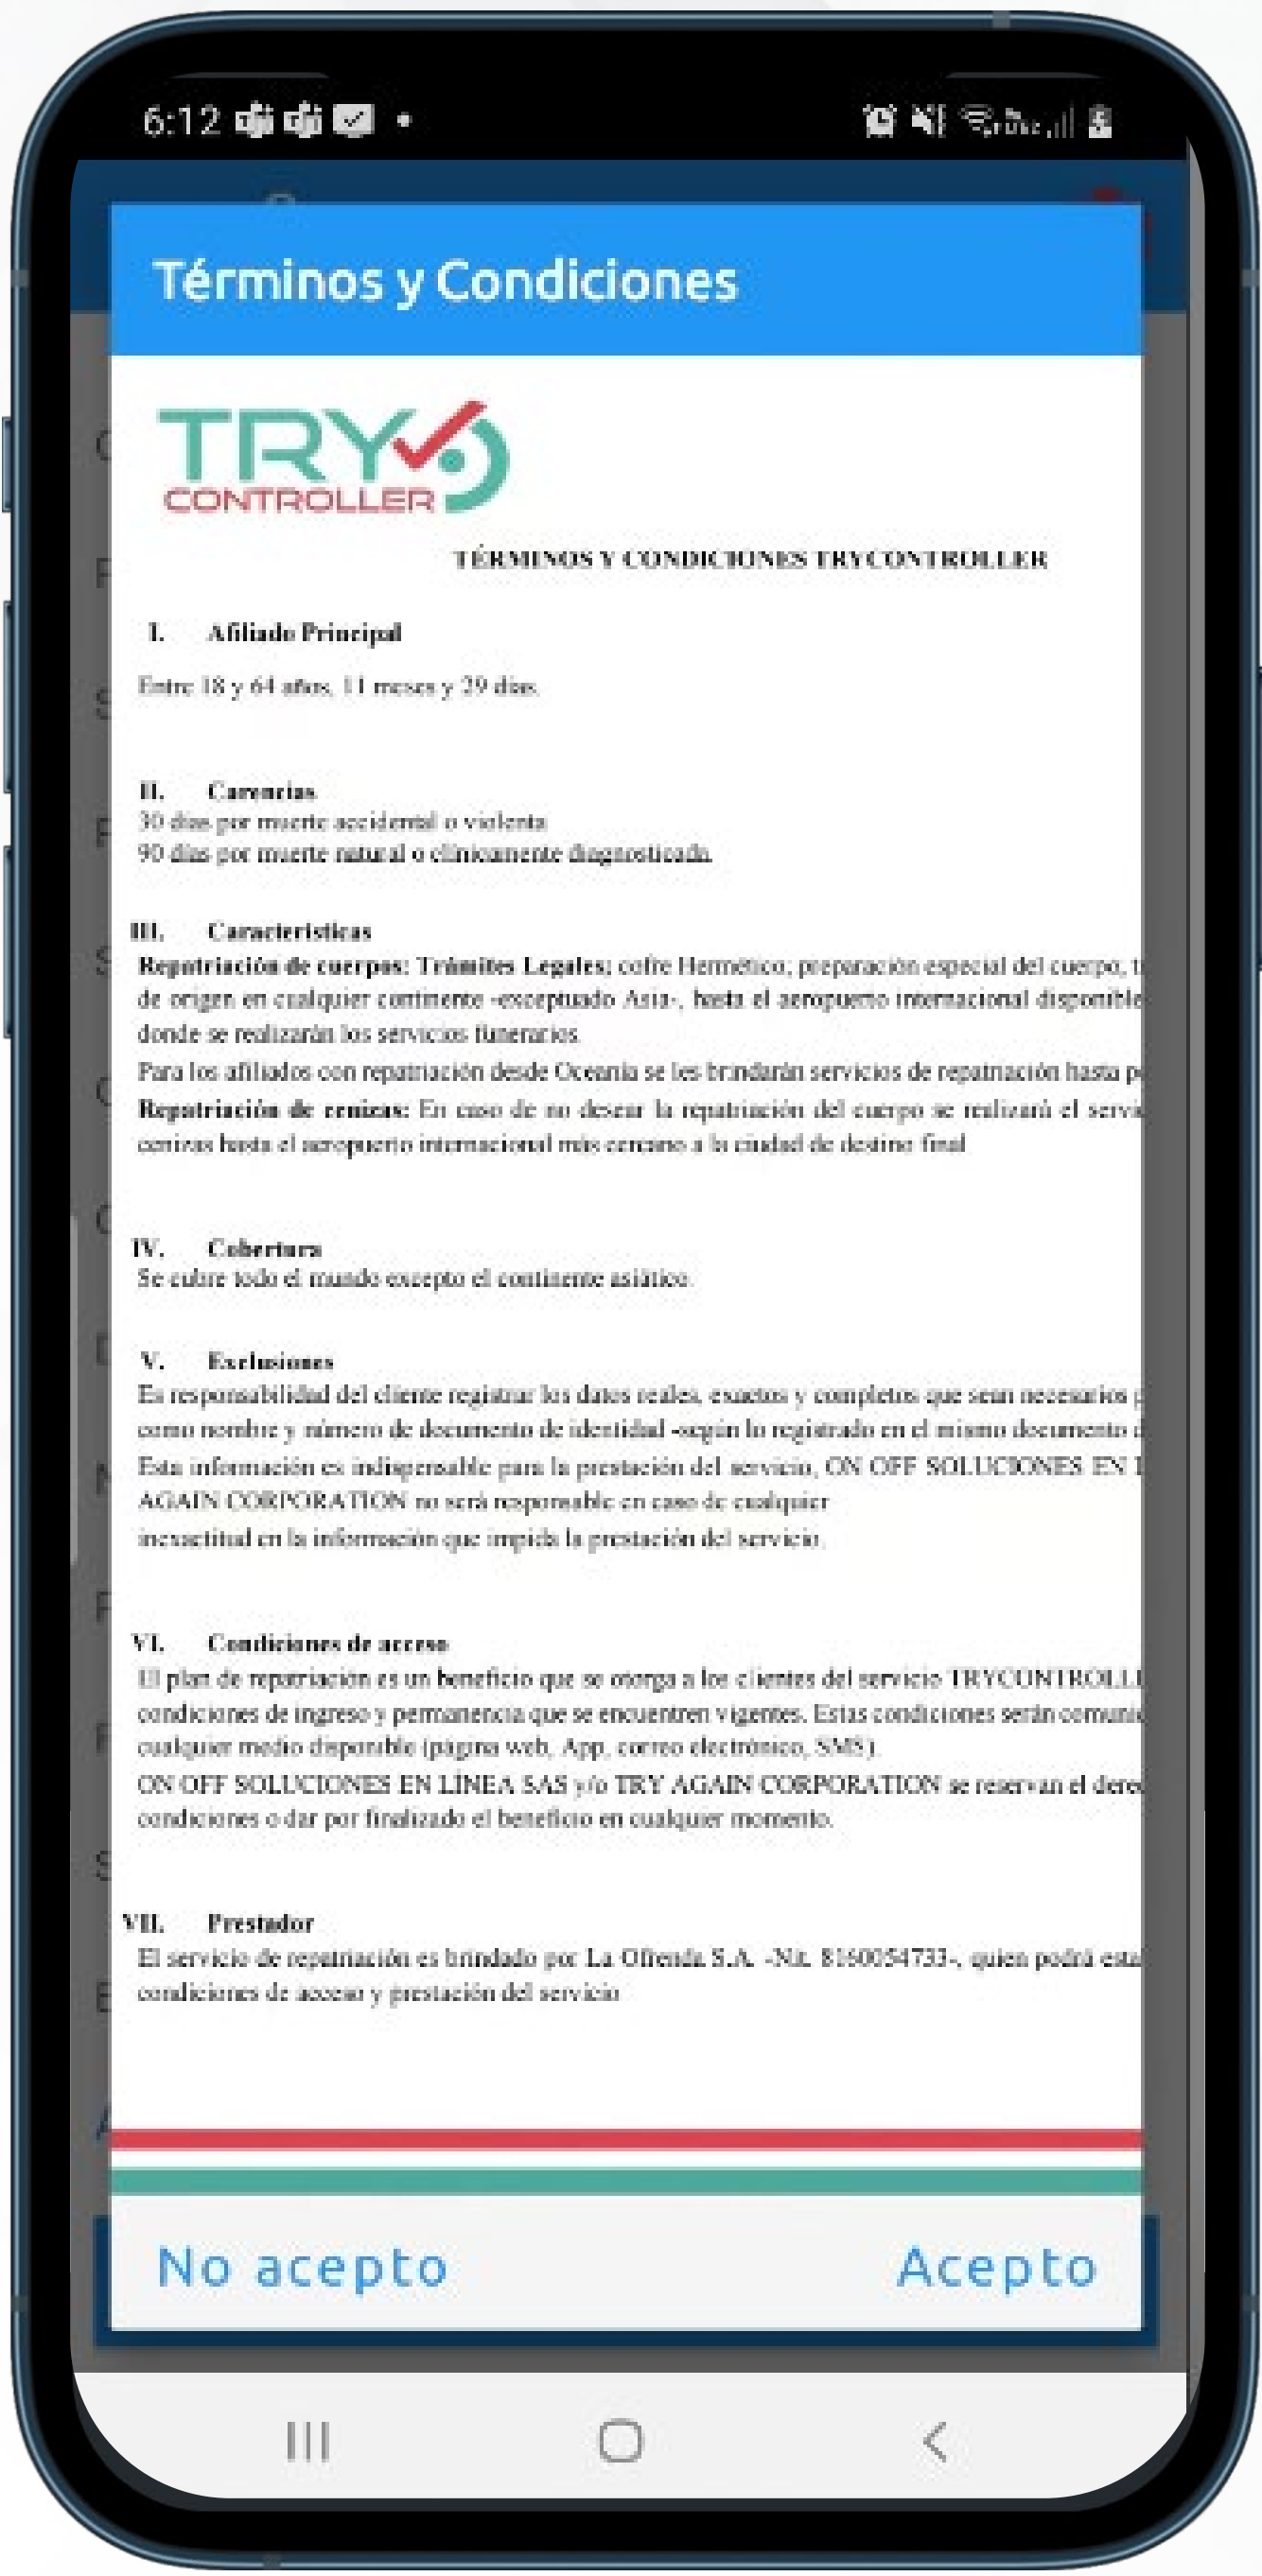 6:12
Términos y Condiciones
TRY
CONTROLLER
TÉRMINOS Y CONDICIONES TRYCONTROLLER
I. Afiliado Principal
Entre 18 y 64 años, 11 meses y 29 días.
II. Carencias
30 días por muerte accidental o violenta
90 días por muerte natural o clínicamente diagnosticada.
III. Características
Repatriación de cuerpos: Trámites Legales; cofre Hermético; preparación especial del cuerpo; t
de origen en cualquier continente -exceptuado Asia-, hasta el aeropuerto internacional disponible
donde se realizarán los servicios funerarios.
Para los afiliados con repatriación desde Oceanía se les brindarán servicios de repatriación hasta p
Repatriación de cenizas: En caso de no desear la repatriación del cuerpo se realizará el servi
cenizas hasta el aeropuerto internacional más cercano a la ciudad de destino final
IV. Cobertura
Se cubre todo el mundo excepto el continente asiático.
V. Exclusiones
Es responsabilidad del cliente registrar los datos reales, exactos y completos que sean necesarios p
como nombre y número de documento de identidad -según lo registrado en el mismo documento d
Esta información es indispensable para la prestación del servicio, ON OFF SOLUCIONES EN L
AGAIN CORPORATION no será responsable en caso de cualquier
inexactitud en la información que impida la prestación del servicio.
VI. Condiciones de acceso
El plan de repatriación es un beneficio que se otorga a los clientes del servicio TRYCONTROLLE
condiciones de ingreso y permanencia que se encuentren vigentes. Estas condiciones serán comunic
cualquier medio disponible (página web, App, correo electrónico, SMS).
ON OFF SOLUCIONES EN LÍNEA SAS y/o TRY AGAIN CORPORATION se reservan el derec
condiciones o dar por finalizado el beneficio en cualquier momento.
VII. Prestador
El servicio de repatriación es brindado por La Ofrenda S.A. -Nit. 8160054733-, quien podrá esta
condiciones de acceso y prestación del servicio
No acepto
Acepto